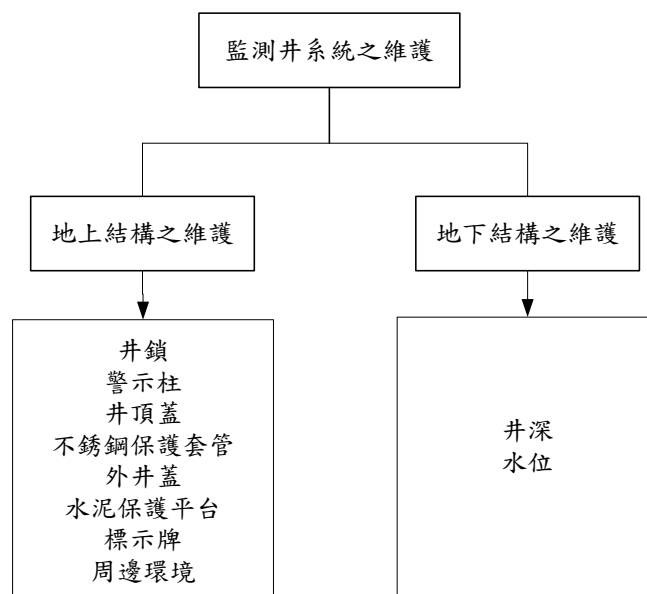 監測井系統之維護
地上結構之維護
地下結構之維護
井鎖
警示柱
井頂蓋
不銹鋼保護套管
外井蓋
水泥保護平台
標示牌
周邊環境
井深
水位